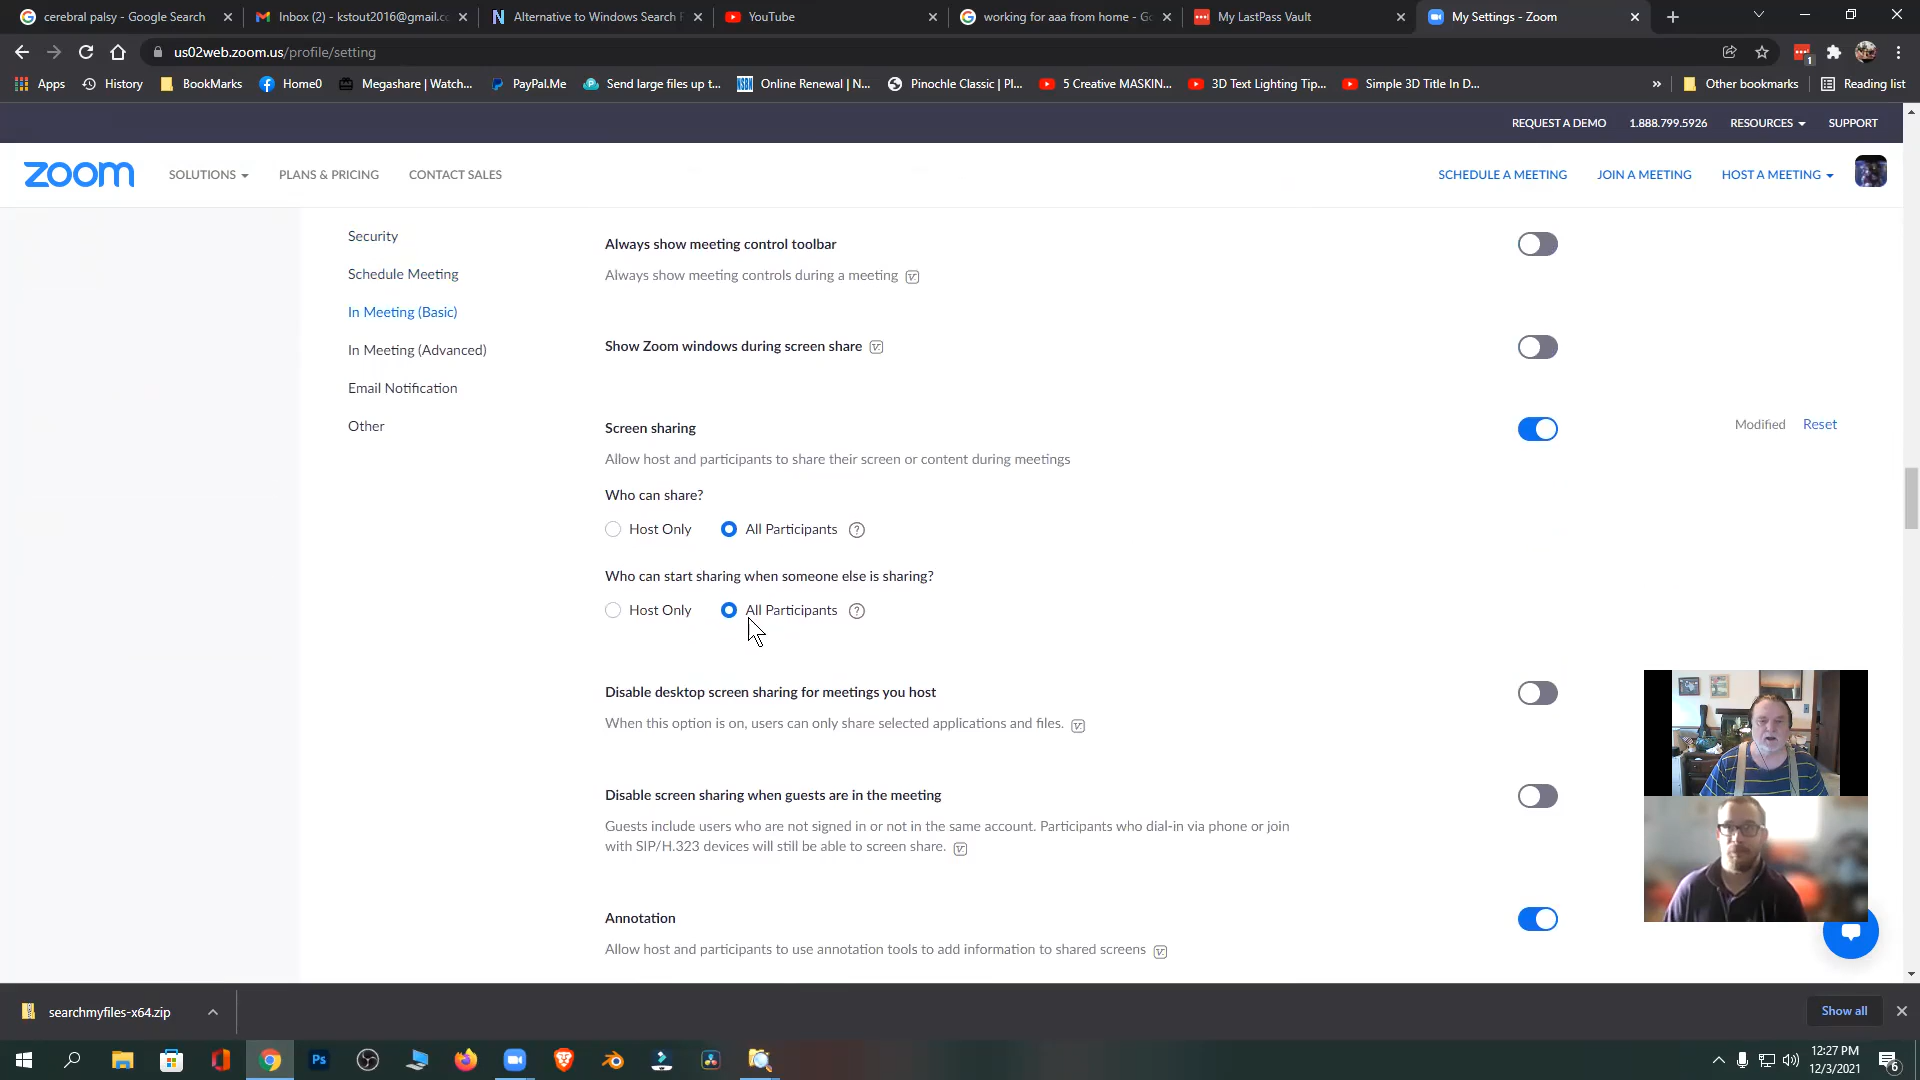 cerebral palsy - Google Search
Inbox (2) - kstout2016@gmail.c
Alternative to Windows Search
YouTube
working for aaa from home - G
My LastPass Vault
My Settings - Zoom
us02web.zoom.us/profile/setting
1
Apps
History
BookMarks
Home0
Megashare | Watch...
PayPal.Me
Send large files up t...
Online Renewal | N...
Pinochle Classic | Pl...
5 Creative MASKIN...
3D Text Lighting Tip...
Simple 3D Title In D...
»
Other bookmarks
Reading list
REQUEST A DEMO
1.888.799.5926
RESOURCES
SUPPORT
zoom
SOLUTIONS
PLANS & PRICING
CONTACT SALES
SCHEDULE A MEETING
JOIN A MEETING
HOST A MEETING
Security
Schedule Meeting
In Meeting (Basic)
In Meeting (Advanced)
Email Notification
Other
Always show meeting control toolbar
Always show meeting controls during a meeting
Show Zoom windows during screen share
Screen sharing
Modified
Reset
Allow host and participants to share their screen or content during meetings
Who can share?
Host Only
All Participants
?
Who can start sharing when someone else is sharing?
Host Only
All Participants
?
Disable desktop screen sharing for meetings you host
When this option is on, users can only share selected applications and files.
Disable screen sharing when guests are in the meeting
Guests include users who are not signed in or not in the same account. Participants who dial-in via phone or join
with SIP/H.323 devices will still be able to screen share.
Annotation
Allow host and participants to use annotation tools to add information to shared screens
searchmyfiles-x64.zip
Show all
Ps
12:27 PM
12/3/2021
6